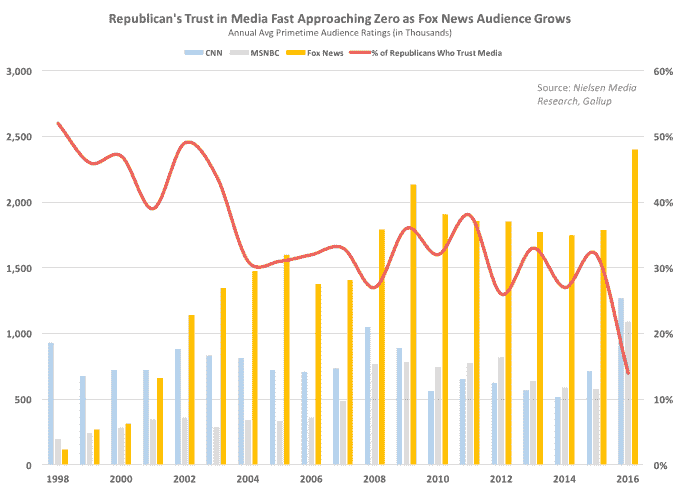 Republican's Trust in Media Fast Approaching Zero as Fox News Audience Grows
Annual Avg Primetime Audience Ratings (in Thousands)
CNN MSNBC Fox News % of Republicans Who Trust Media
3,000 60%
Source: Nielsen Media
Research, Gallup
2,500 50%
2,000 40%
1,500 30%
1,000 20%
500 10%
0 0%
1998 2000 2002 2004 2006 2008 2010 2012 2014 2016